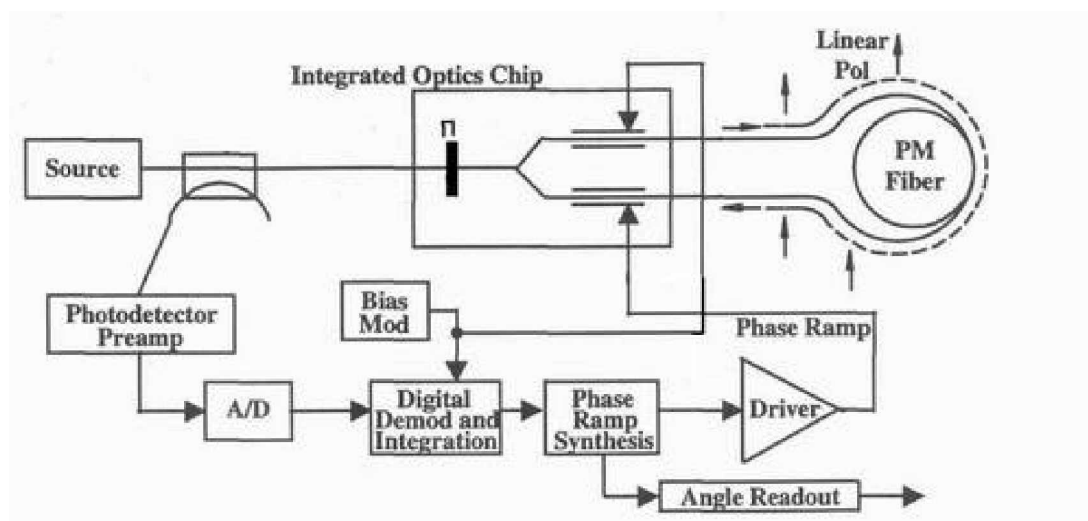 Linear
Pol
Integrated Optics Chip
Π
Source
PM
Fiber
Bias
Mod
Photodetector
Preamp
Phase Ramp
A/D
Digital
Demod and
Integration
Phase
Ramp
Synthesis
Driver
Angle Readout